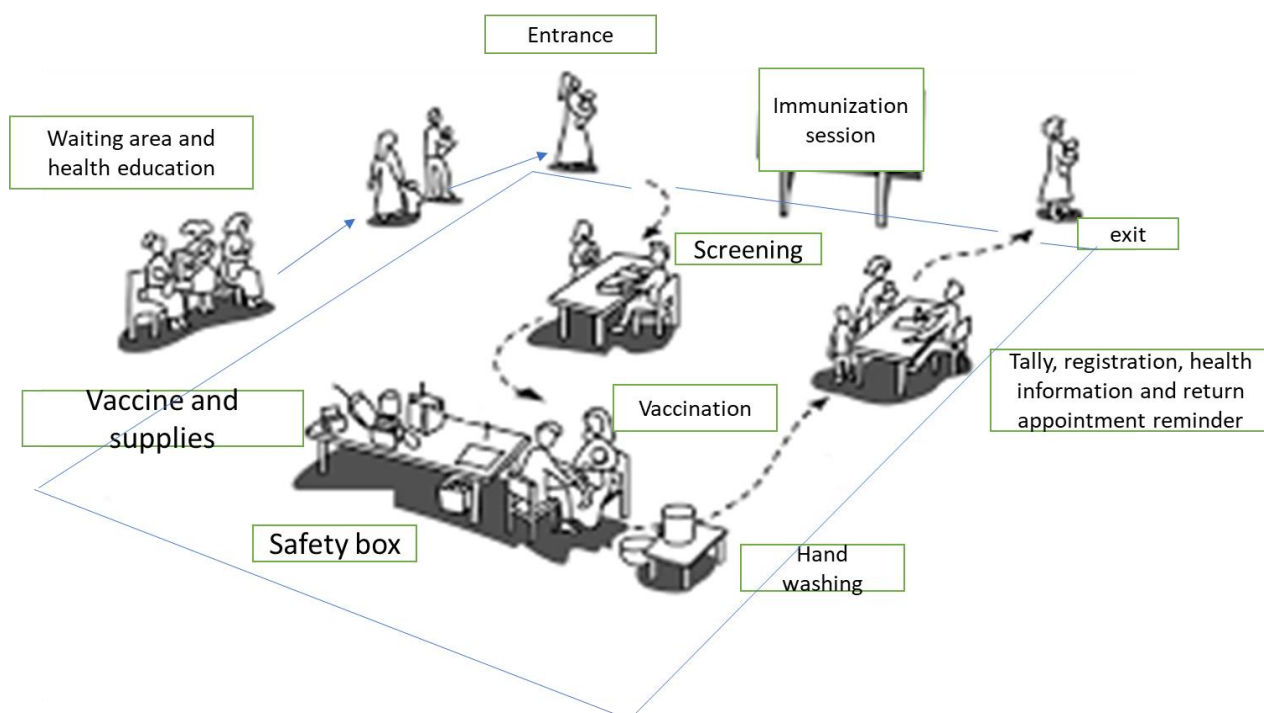 Entrance
Immunization
session
Waiting area and
health education
exit
Screening
Tally, registration, health
information and return
appointment reminder
Vaccine and
supplies
Vaccination
Safety box
Hand
washing